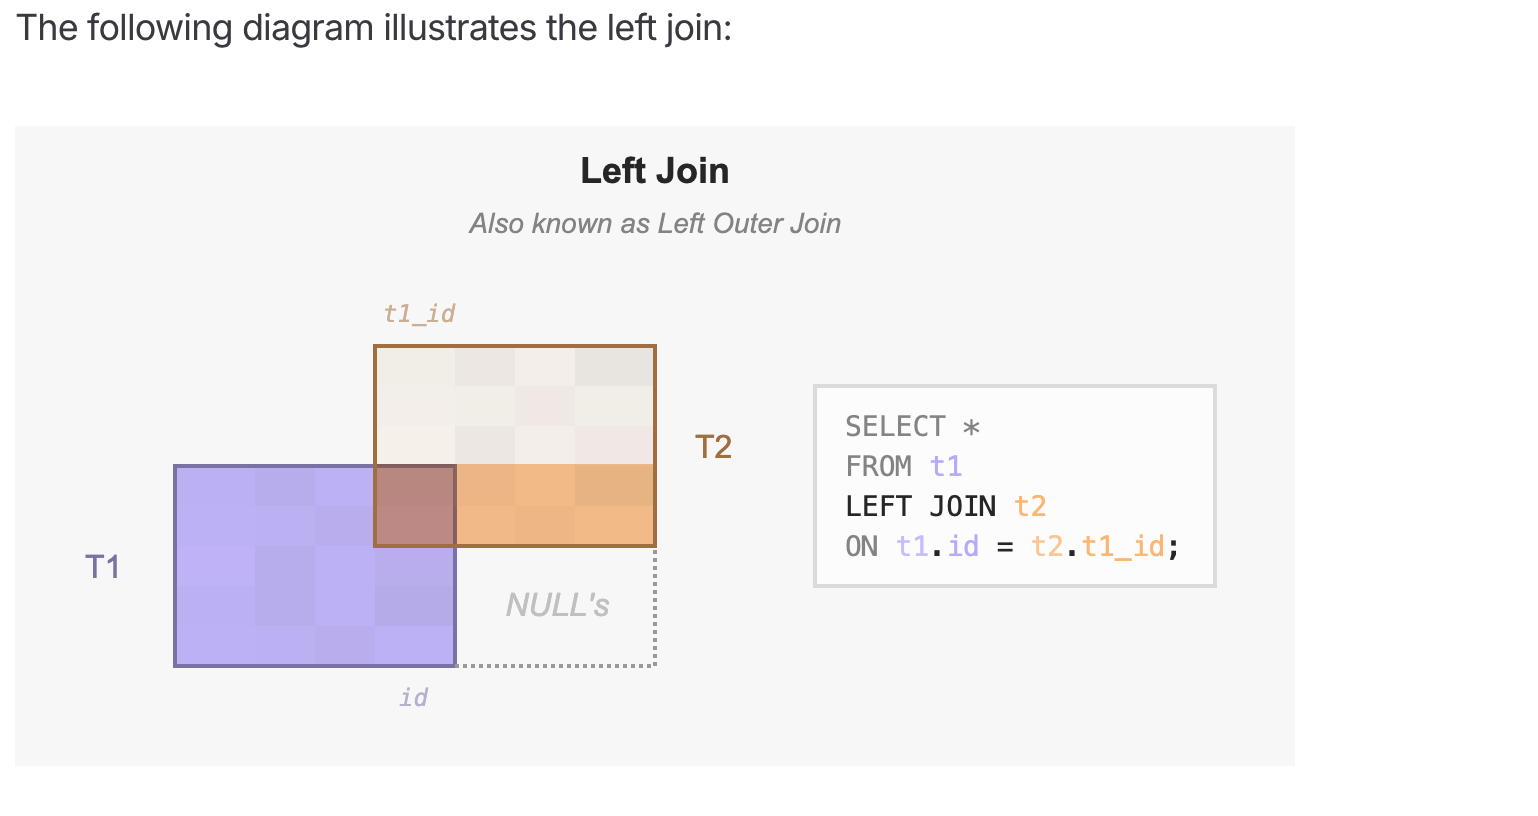 The following diagram illustrates the left join:
Left Join
Also known as Left Outer Join
t1_id
T2
SELECT *
FROM t1
LEFT JOIN t2
ON t1.id = t2.t1_id;
T1
NULL's
id